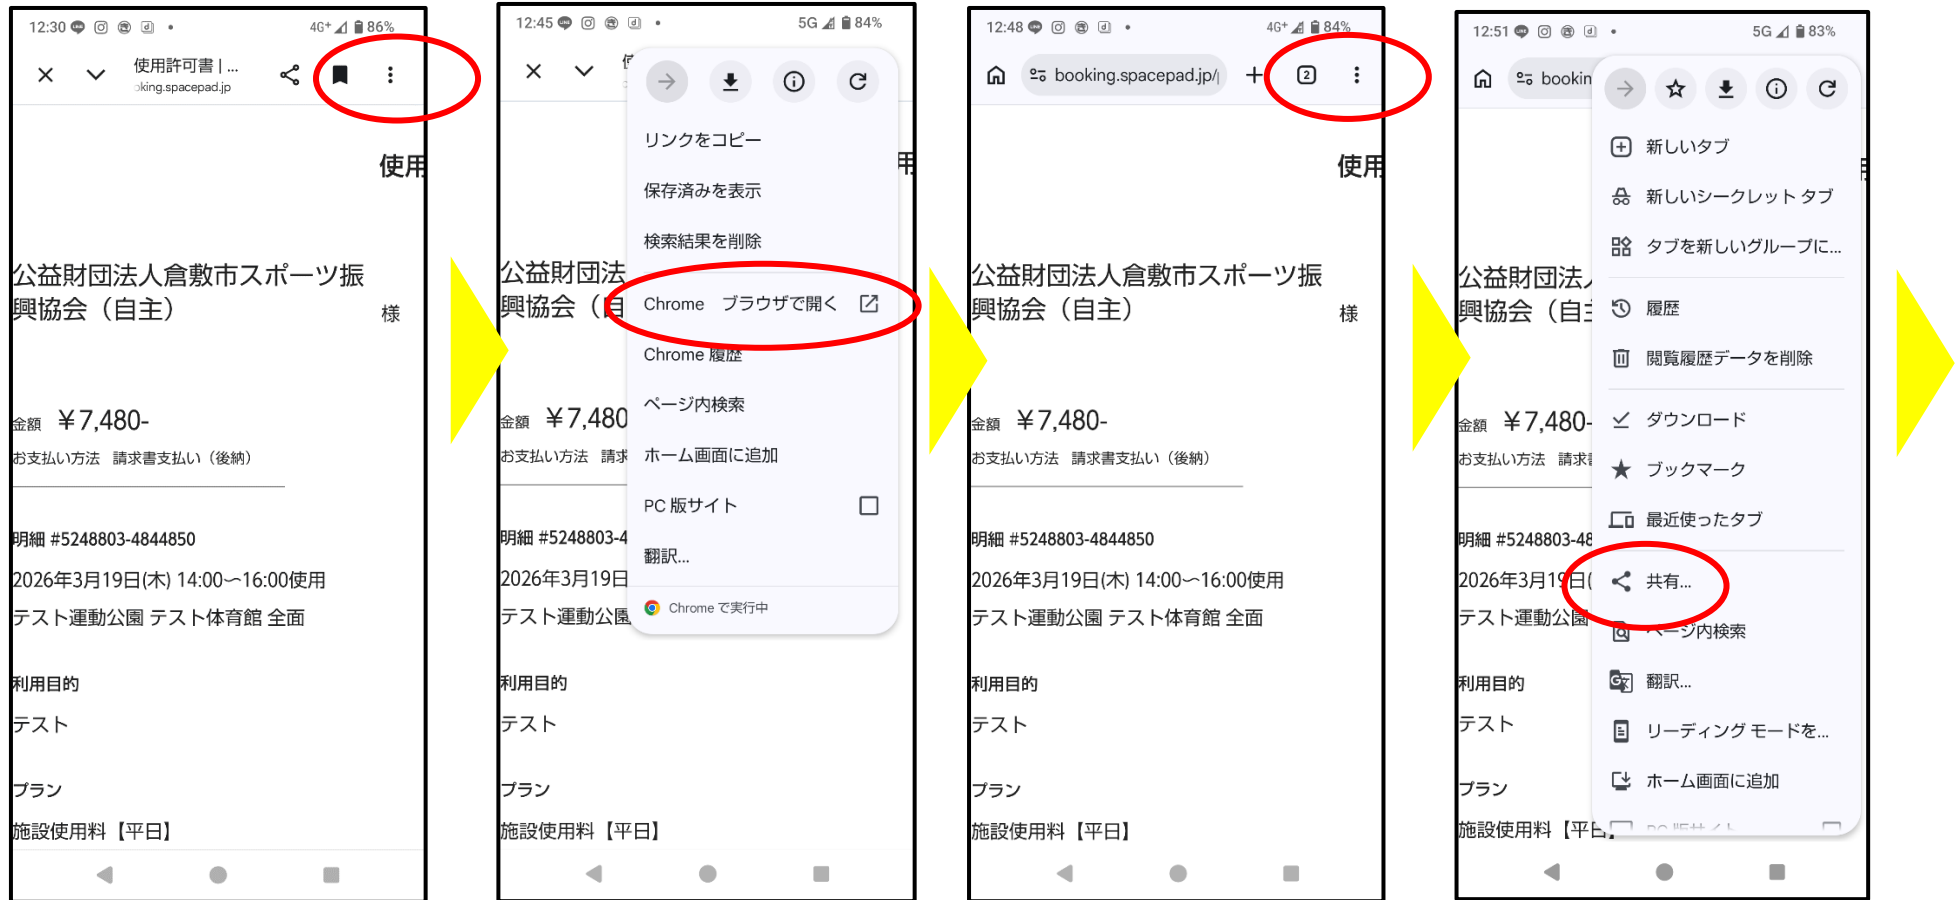 12:30
4G+ 86%
使用許可書 | ...
king.spacepad.jp
使用
公益財団法人倉敷市スポーツ振
興協会（自主）
様
金額 ￥7,480-
お支払い方法 請求書支払い（後納）
明細 #5248803-4844850
2026年3月19日(木) 14:00〜16:00使用
テスト運動公園 テスト体育館 全面
利用目的
テスト
プラン
施設使用料【平日】
12:45
5G 84%
リンクをコピー
保存済みを表示
検索結果を削除
Chrome ブラウザで開く
Chrome 履歴
ページ内検索
ホーム画面に追加
PC 版サイト
翻訳...
Chrome で実行中
用
公益財団法
興協会（自
金額 ￥7,480
お支払い方法 請求
明細 #5248803-4
2026年3月19日
テスト運動公園
利用目的
テスト
プラン
施設使用料【平日】
12:48
4G+ 84%
booking.spacepad.jp/
2
使用
公益財団法人倉敷市スポーツ振
興協会（自主）
様
金額 ￥7,480-
お支払い方法 請求書支払い（後納）
明細 #5248803-4844850
2026年3月19日(木) 14:00〜16:00使用
テスト運動公園 テスト体育館 全面
利用目的
テスト
プラン
施設使用料【平日】
12:51
5G 83%
bookin
新しいタブ
新しいシークレット タブ
タブを新しいグループに...
履歴
閲覧履歴データを削除
ダウンロード
ブックマーク
最近使ったタブ
共有...
ページ内検索
翻訳...
リーディング モードを...
ホーム画面に追加
PC 版サイト
公益財団法人
興協会（自主
金額 ￥7,480-
お支払い方法 請求
明細 #5248803-48
2026年3月19日(
テスト運動公園
利用目的
テスト
プラン
施設使用料【平日】